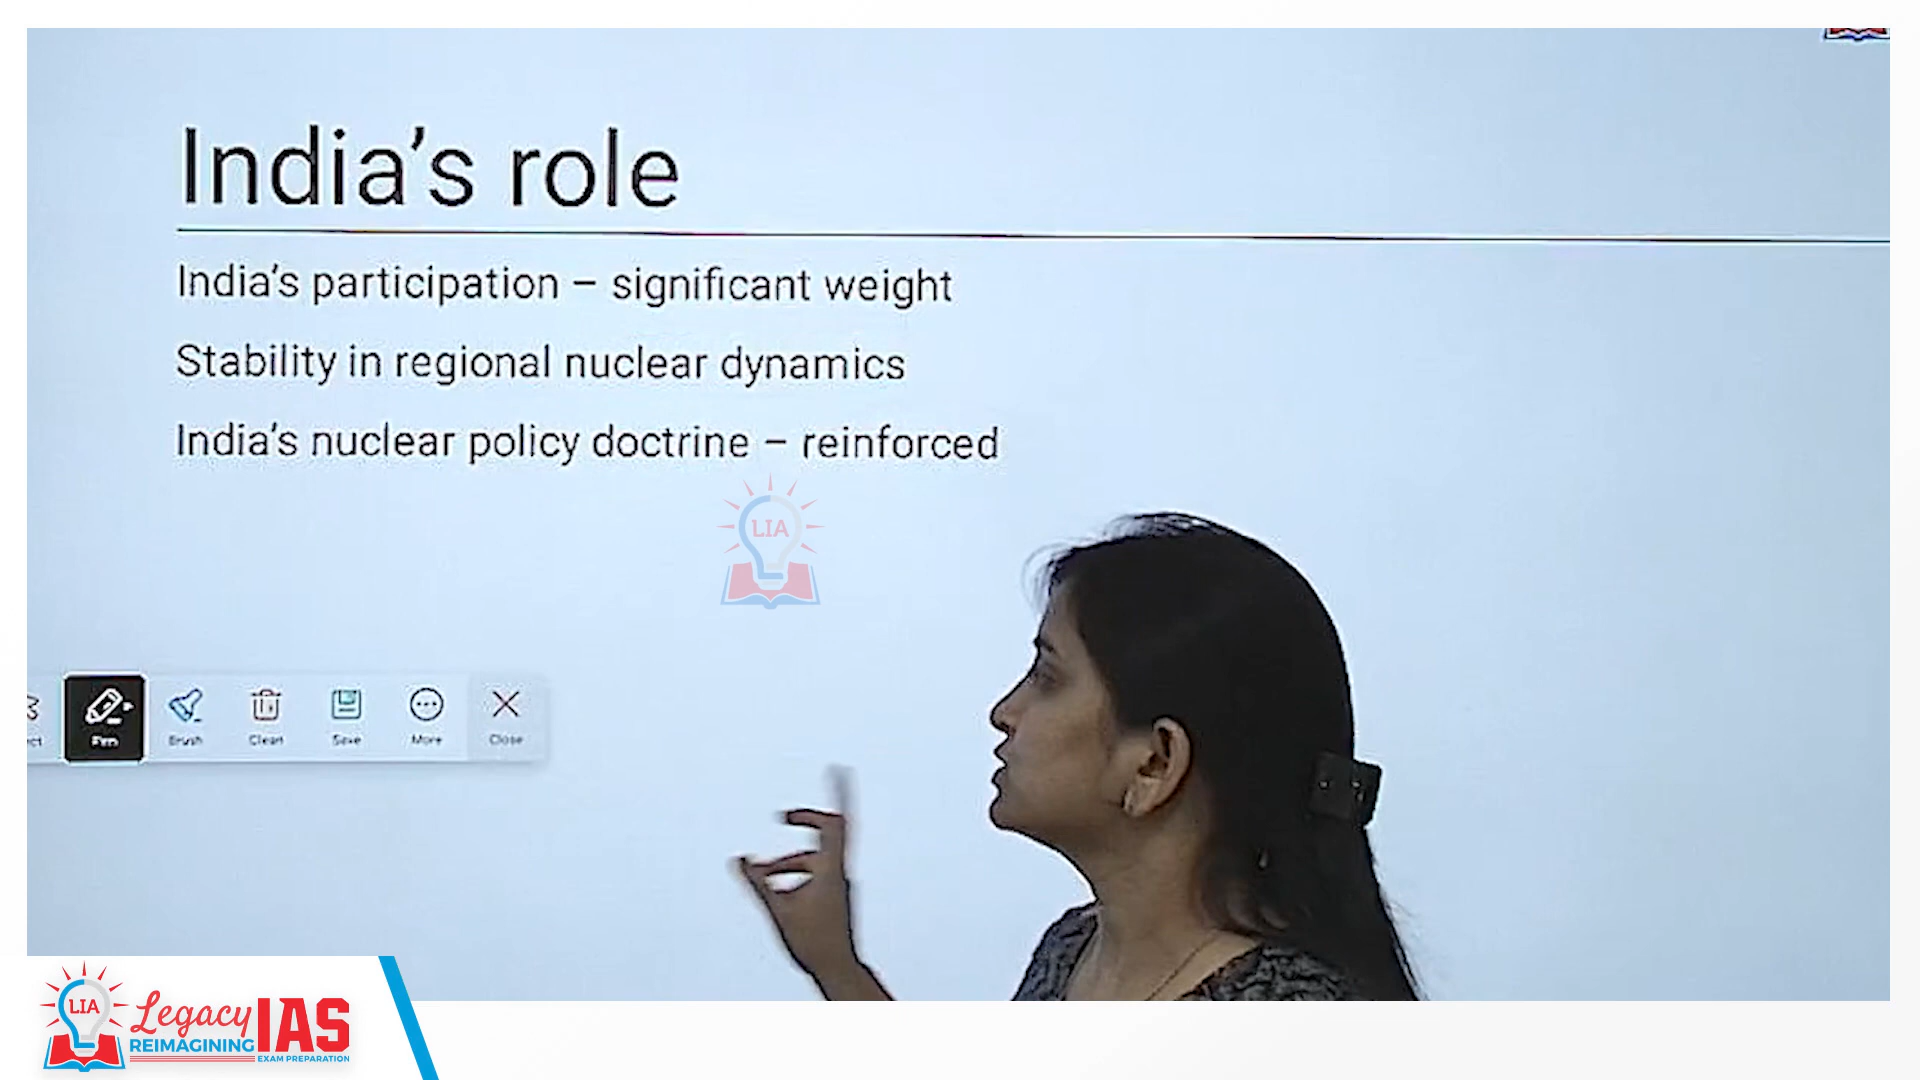 India's role
India's participation – significant weight
Stability in regional nuclear dynamics
India's nuclear policy doctrine – reinforced
LIA
Pen
Brush
Clean
Save
More
Close
LIA
Legacy IAS
REIMAGINING
EXAM PREPARATION